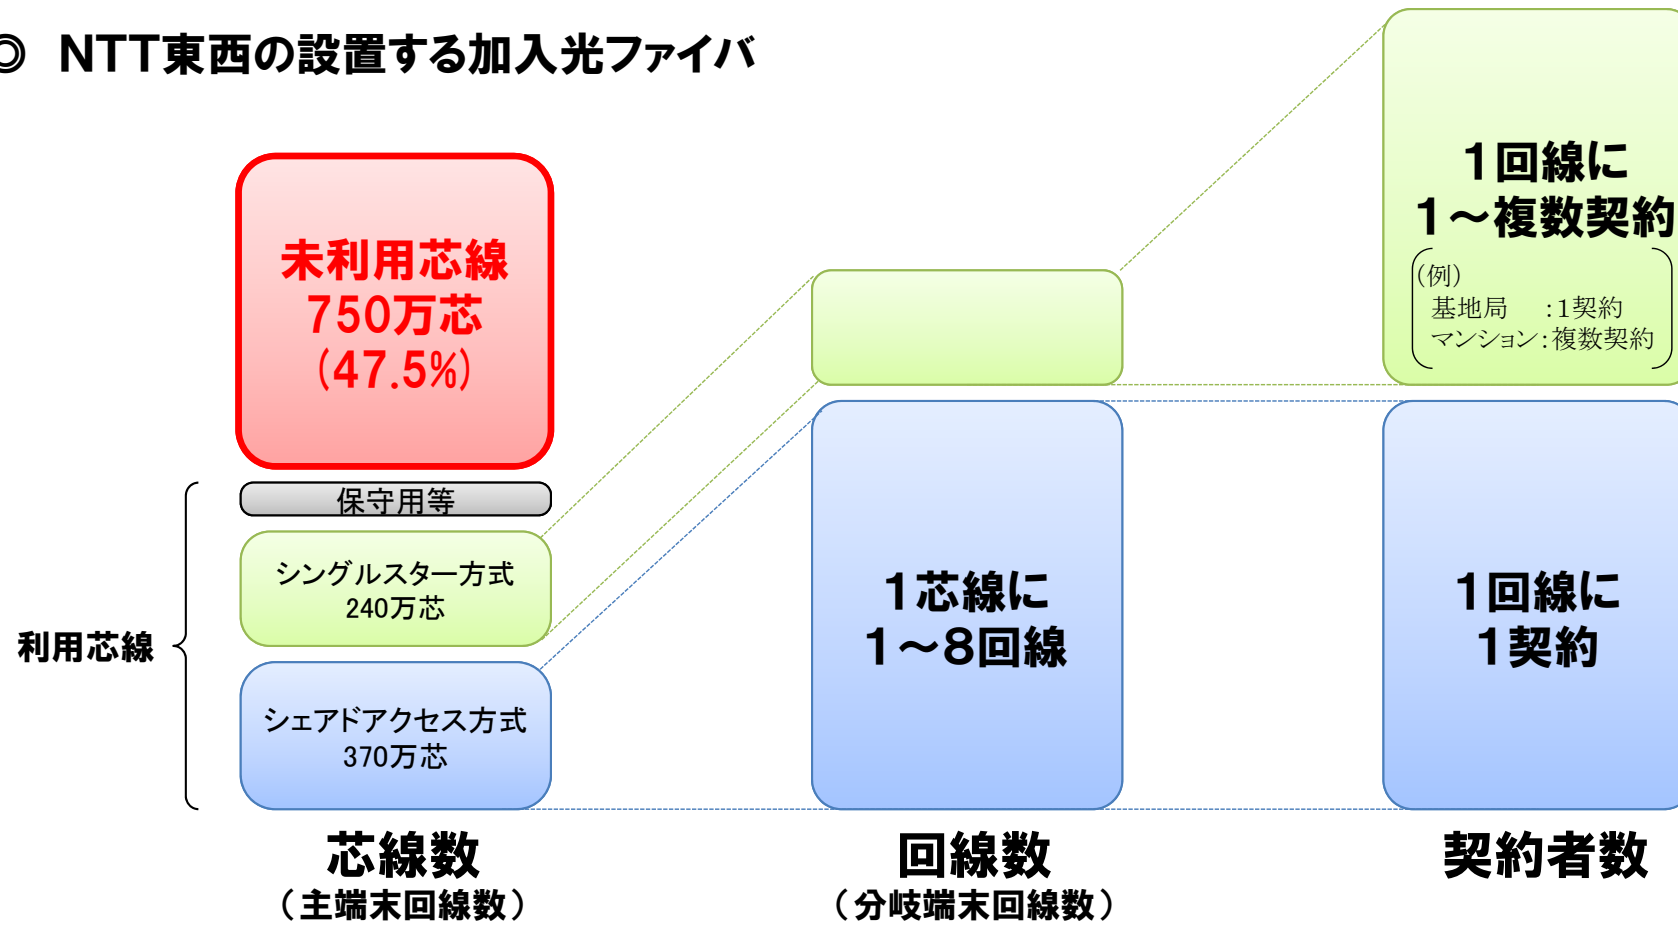 ◎ NTT東西の設置する加入光ファイバ
未利用芯線
750万芯
(47.5%)
保守用等
シングルスター方式
240万芯
シェアドアクセス方式
370万芯
利用芯線
芯線数
（主端末回線数）
1芯線に
1～8回線
回線数
（分岐端末回線数）
1回線に
1～複数契約
(例)
基地局 :1契約
マンション:複数契約
1回線に
1契約
契約者数